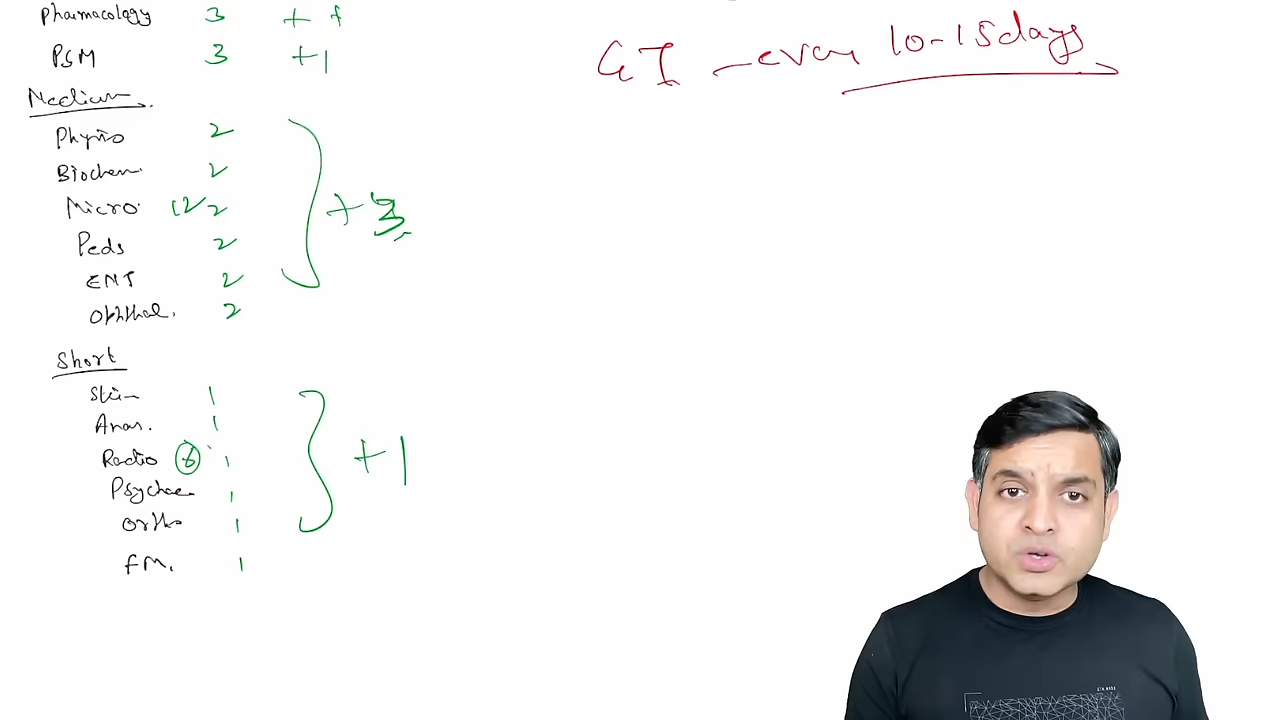 Pharmacology 3 +1
PSM 3 +1
Medium
Physio 2
Biochem. 2
Micro. 12 2
Peds 2
ENT 2
Ophthal. 2
+3
Short
Skin 1
Anas. 1
Radio 6 1
Psychae 1
Ortho 1
FM. 1
+1
GT - every 10-15 days